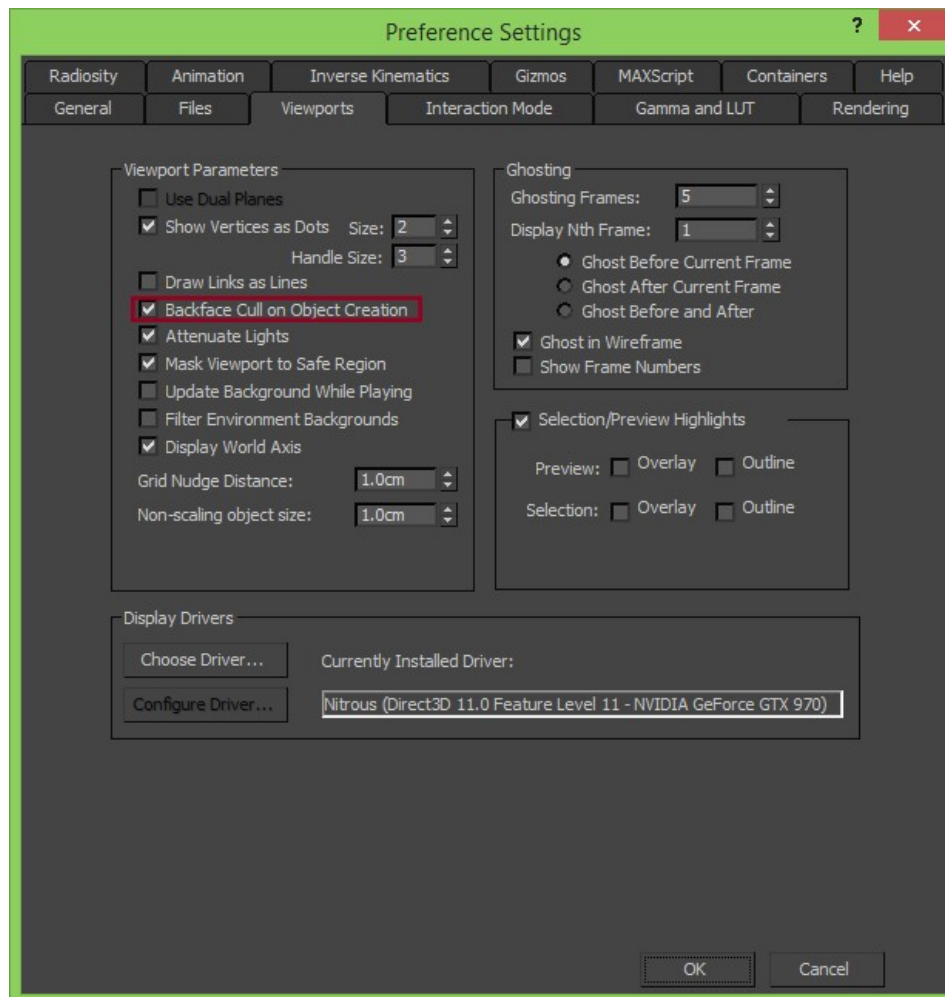 Preference Settings
?
Radiosity Animation Inverse Kinematics Gizmos MAXScript Containers Help
General Files Viewports Interaction Mode Gamma and LUT Rendering
Viewport Parameters
Use Dual Planes
Show Vertices as Dots Size: 2
Handle Size: 3
Draw Links as Lines
Backface Cull on Object Creation
Attenuate Lights
Mask Viewport to Safe Region
Update Background While Playing
Filter Environment Backgrounds
Display World Axis
Grid Nudge Distance: 1.0cm
Non-scaling object size: 1.0cm
Ghosting
Ghosting Frames: 5
Display Nth Frame: 1
Ghost Before Current Frame
Ghost After Current Frame
Ghost Before and After
Ghost in Wireframe
Show Frame Numbers
Selection/Preview Highlights
Preview: Overlay Outline
Selection: Overlay Outline
Display Drivers
Choose Driver... Currently Installed Driver:
Configure Driver... Nitrous (Direct3D 11.0 Feature Level 11 - NVIDIA GeForce GTX 970)
OK Cancel